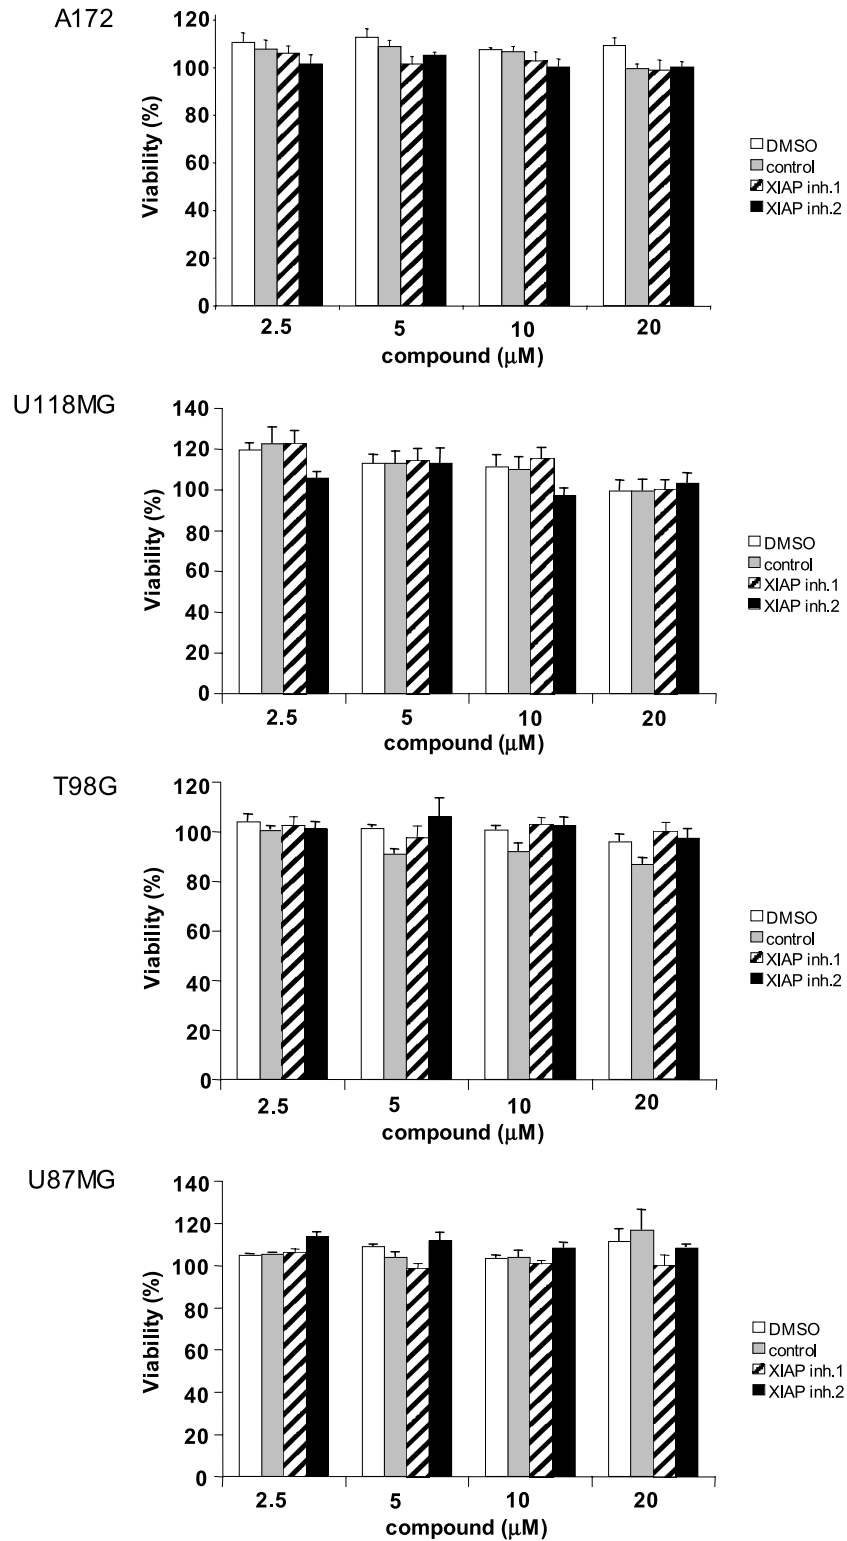 A172
120
100
80
60
40
20
0
Viability (%)
2.5 5 10 20
compound (μM)
DMSO
control
XIAP inh.1
XIAP inh.2
U118MG
140
120
100
80
60
40
20
0
Viability (%)
2.5 5 10 20
compound (μM)
DMSO
control
XIAP inh.1
XIAP inh.2
T98G
120
100
80
60
40
20
0
Viability (%)
2.5 5 10 20
compound (μM)
DMSO
control
XIAP inh.1
XIAP inh.2
U87MG
140
120
100
80
60
40
20
0
Viability (%)
2.5 5 10 20
compound (μM)
DMSO
control
XIAP inh.1
XIAP inh.2